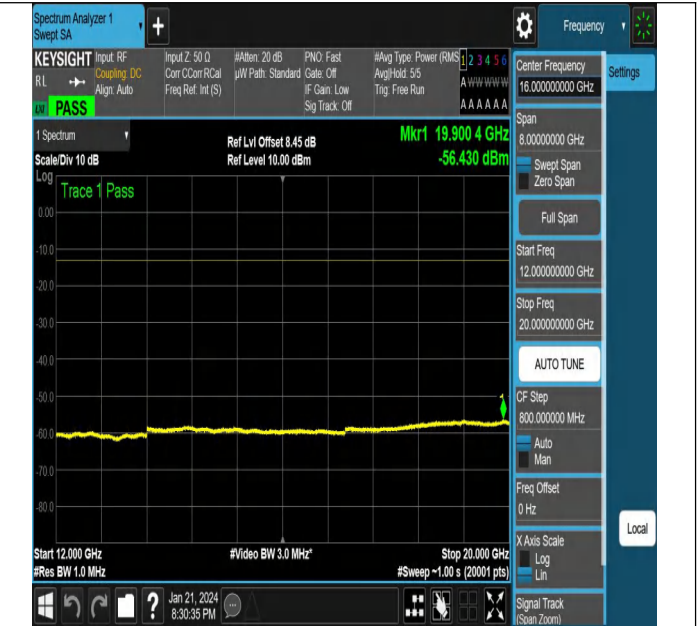 Spectrum Analyzer 1
Swept SA
+
Frequency
KEYSIGHT
RL
LXI
PASS
Input: RF
Coupling: DC
Align: Auto
Input Z: 50 Ω
Corr CCorr RCal
Freq Ref: Int (S)
#Atten: 20 dB
µW Path: Standard
PNO: Fast
Gate: Off
IF Gain: Low
Sig Track: Off
#Avg Type: Power (RMS
Avg|Hold: 5/5
Trig: Free Run
1 2 3 4 5 6
A W W W W W
A A A A A A
1 Spectrum
Scale/Div 10 dB
Ref Lvl Offset 8.45 dB
Ref Level 10.00 dBm
Mkr1 19.900 4 GHz
-56.430 dBm
Log
Trace 1 Pass
0.00
-10.0
-20.0
-30.0
-40.0
-50.0
-60.0
-70.0
-80.0
1
Start 12.000 GHz
#Res BW 1.0 MHz
#Video BW 3.0 MHz*
Stop 20.000 GHz
#Sweep ~1.00 s (20001 pts)
?
Jan 21, 2024
8:30:35 PM
Center Frequency
16.000000000 GHz
Settings
Span
8.00000000 GHz
Swept Span
Zero Span
Full Span
Start Freq
12.000000000 GHz
Stop Freq
20.000000000 GHz
AUTO TUNE
CF Step
800.000000 MHz
Auto
Man
Freq Offset
0 Hz
X Axis Scale
Log
Lin
Local
Signal Track
(Span Zoom)